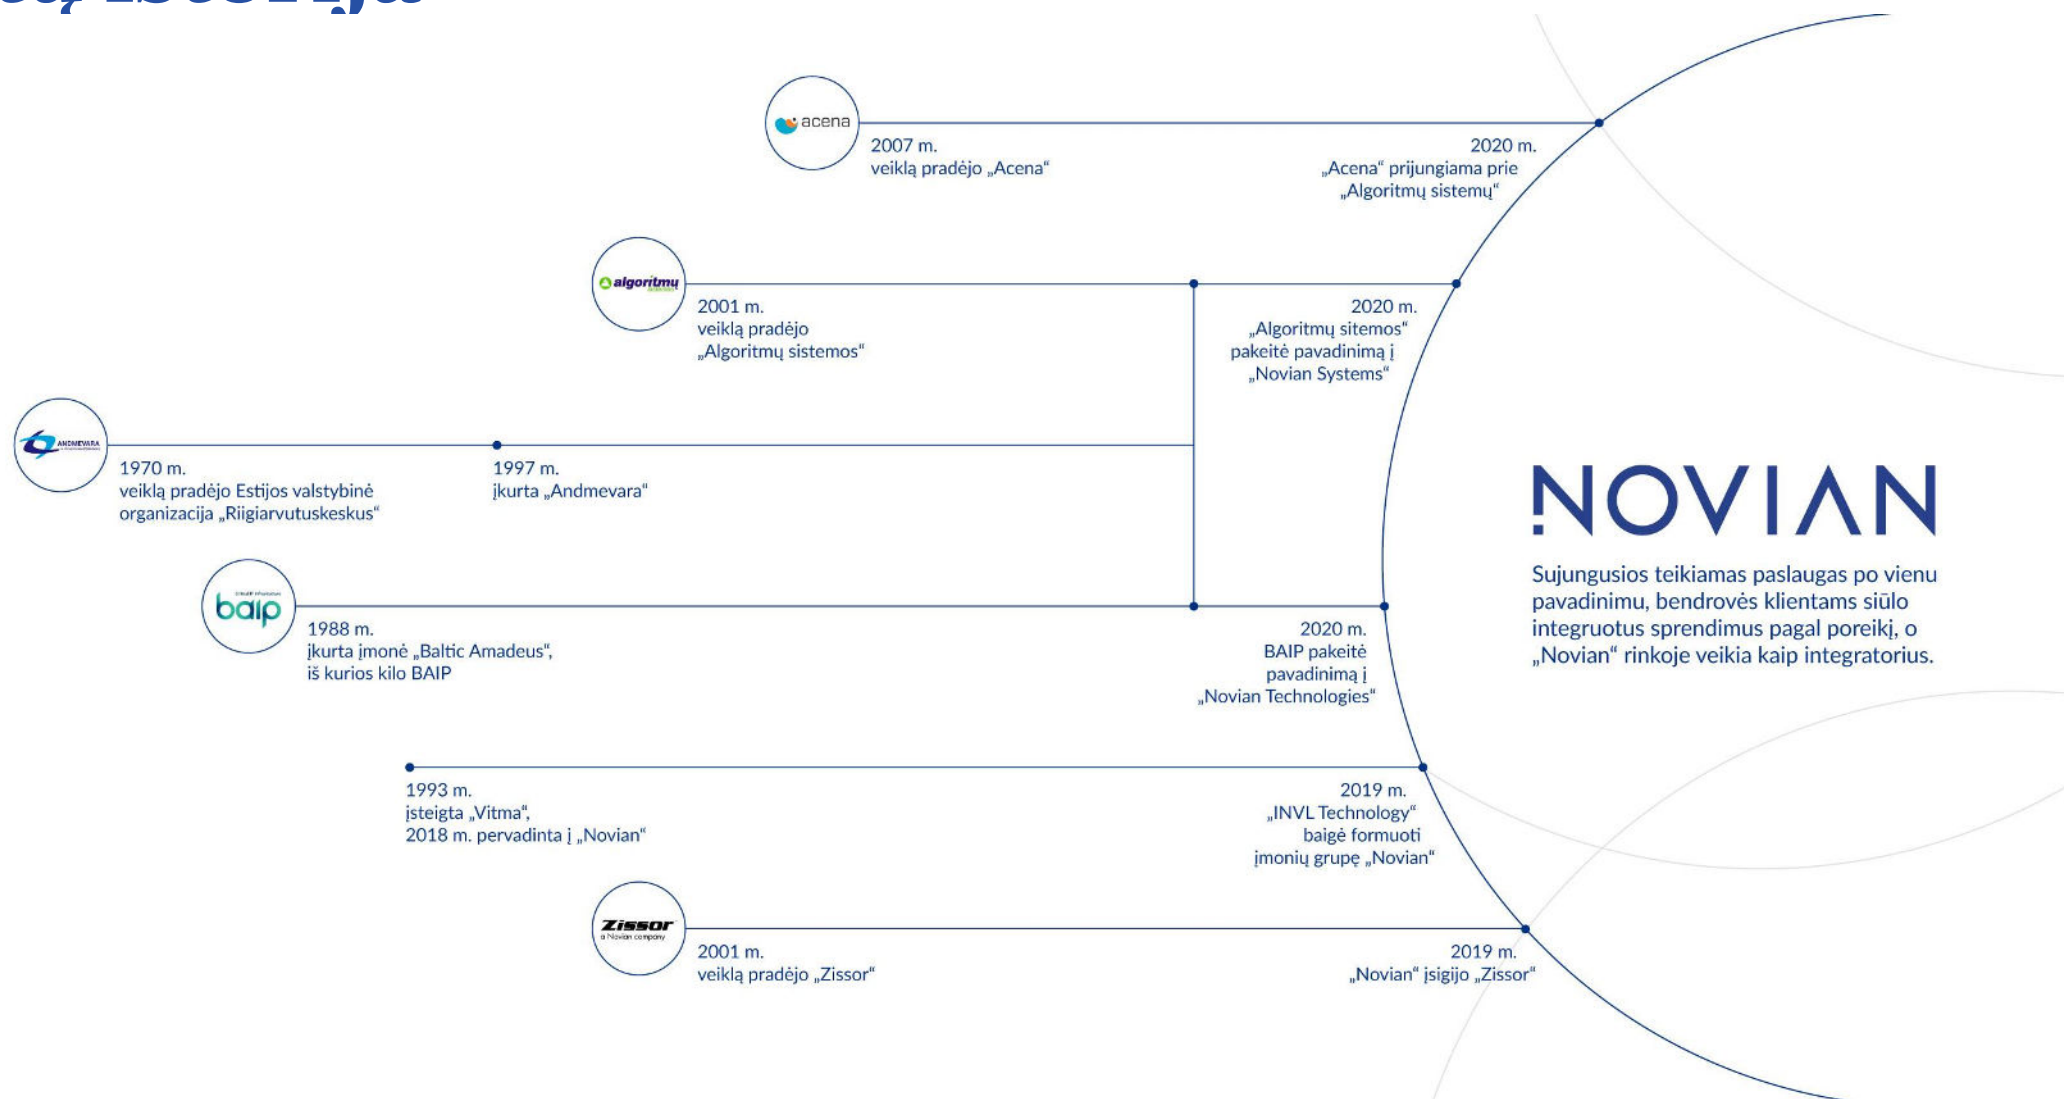 acena
2007 m.
veiklą pradėjo „Acena“
2020 m.
„Acena“ prijungiama prie
„Algoritmų sistemų“
algoritmų
2001 m.
veiklą pradėjo
„Algoritmų sistemos“
2020 m.
„Algoritmų sitemos“
pakeitė pavadinimą į
„Novian Systems“
ANDMEVARA
1970 m.
veiklą pradėjo Estijos valstybinė
organizacija „Riigiarvutuskeskus“
1997 m.
įkurta „Andmevara“
NOVIAN
Sujungusios teikiamas paslaugas po vienu
pavadinimu, bendrovės klientams siūlo
integruotus sprendimus pagal poreikį, o
„Novian“ rinkoje veikia kaip integratorius.
baip
1988 m.
įkurta įmonė „Baltic Amadeus“,
iš kurios kilo BAIP
2020 m.
BAIP pakeitė
pavadinimą į
„Novian Technologies“
1993 m.
įsteigta „Vitma“,
2018 m. pervadinta į „Novian“
2019 m.
„INVL Technology“
baigė formuoti
įmonių grupę „Novian“
Zissor
a Novian company
2001 m.
veiklą pradėjo „Zissor“
2019 m.
„Novian“ įsigijo „Zissor“